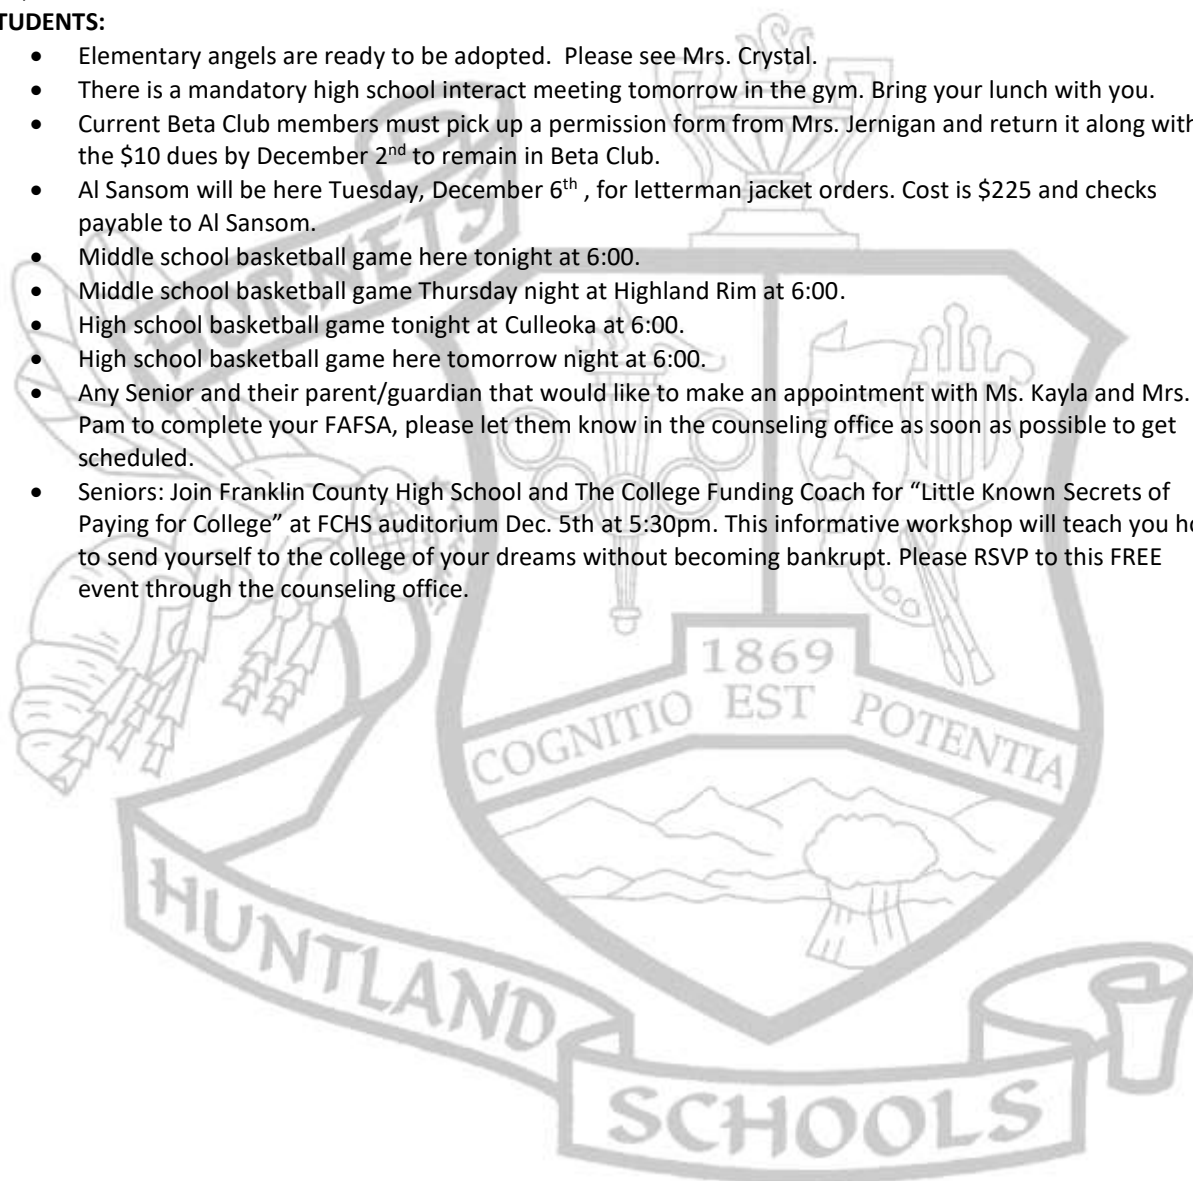 TUDENTS:
• Elementary angels are ready to be adopted.  Please see Mrs. Crystal.
• There is a mandatory high school interact meeting tomorrow in the gym. Bring your lunch with you.
• Current Beta Club members must pick up a permission form from Mrs. Jernigan and return it along with
the $10 dues by December 2nd to remain in Beta Club.
• Al Sansom will be here Tuesday, December 6th , for letterman jacket orders. Cost is $225 and checks
payable to Al Sansom.
• Middle school basketball game here tonight at 6:00.
• Middle school basketball game Thursday night at Highland Rim at 6:00.
• High school basketball game tonight at Culleoka at 6:00.
• High school basketball game here tomorrow night at 6:00.
• Any Senior and their parent/guardian that would like to make an appointment with Ms. Kayla and Mrs.
Pam to complete your FAFSA, please let them know in the counseling office as soon as possible to get
scheduled.
• Seniors: Join Franklin County High School and The College Funding Coach for “Little Known Secrets of
Paying for College” at FCHS auditorium Dec. 5th at 5:30pm. This informative workshop will teach you ho
to send yourself to the college of your dreams without becoming bankrupt. Please RSVP to this FREE
event through the counseling office.
HORNETS
1869
COGNITIO EST POTENTIA
HUNTLAND
SCHOOLS